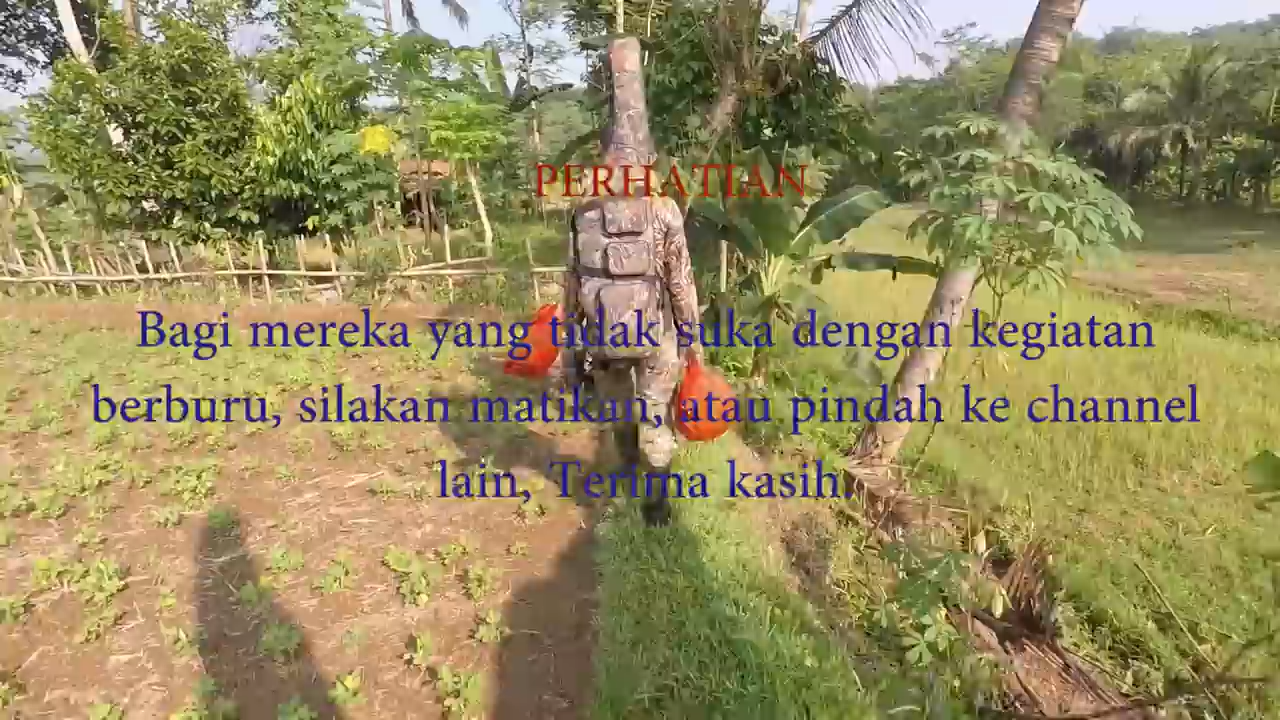 PERHATIAN
Bagi mereka yang tidak suka dengan kegiatan
berburu, silakan matikan, atau pindah ke channel
lain, Terima kasih.